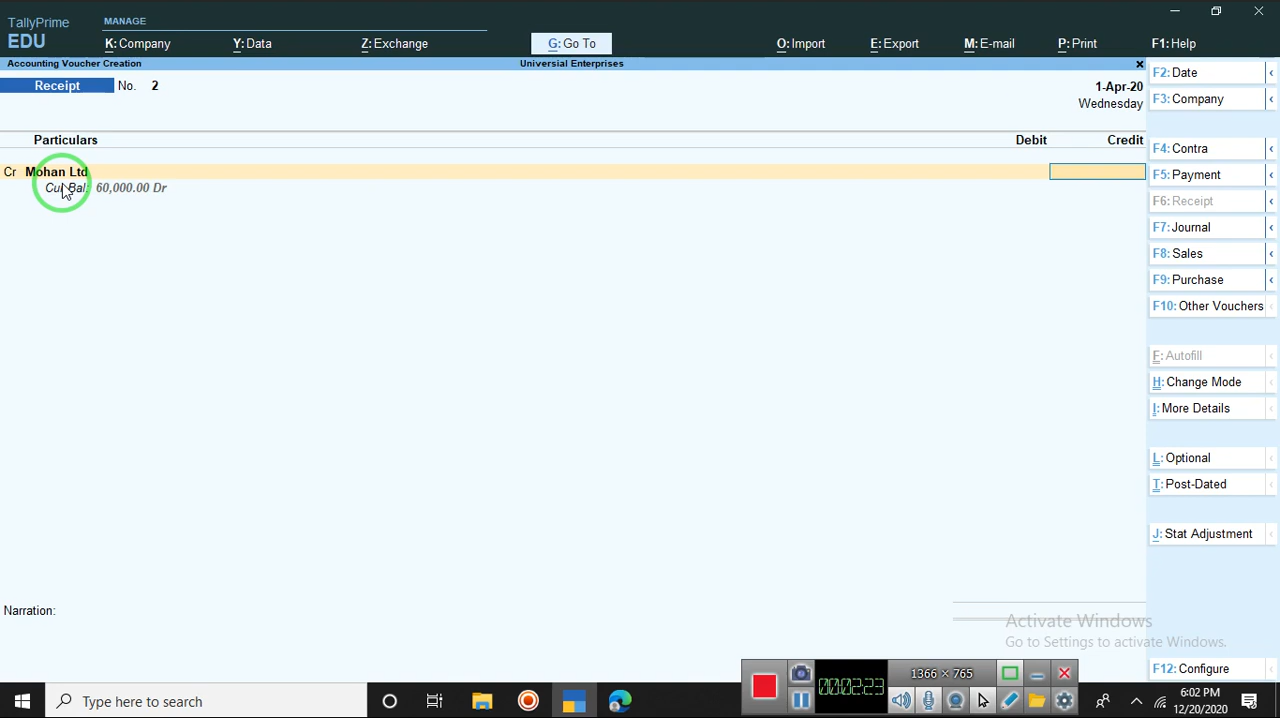 TallyPrime
EDU
MANAGE
K: Company
Y: Data
Z: Exchange
G: Go To
O: Import
E: Export
M: E-mail
P: Print
F1: Help
Accounting Voucher Creation
Universial Enterprises
×
Receipt
No. 2
1-Apr-20
Wednesday
Particulars
Debit
Credit
Cr Mohan Ltd
60,000.00 Dr
F2: Date
F3: Company
F4: Contra
F5: Payment
F6: Receipt
F7: Journal
F8: Sales
F9: Purchase
F10: Other Vouchers
F: Autofill
H: Change Mode
I: More Details
L: Optional
T: Post-Dated
J: Stat Adjustment
F12: Configure
Narration:
Activate Windows
Go to Settings to activate Windows.
1366 × 765
000:2:23
Type here to search
6:02 PM
12/20/2020